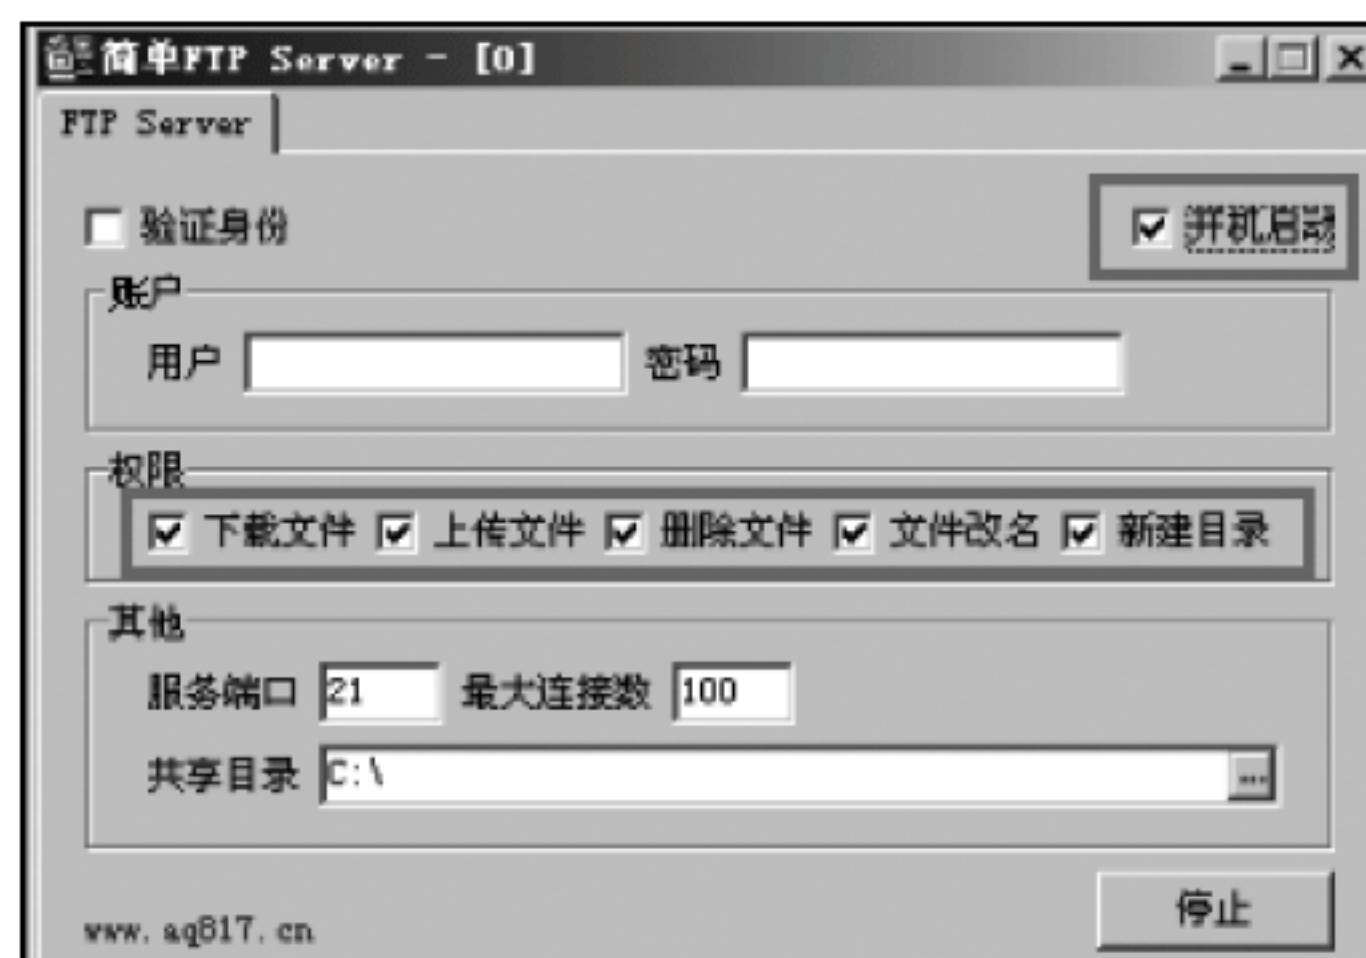 简单FTP Server - [0]
FTP Server
验证身份 开机启动
账户
用户 密码
权限
下载文件 上传文件 删除文件 文件改名 新建目录
其他
服务端口 21 最大连接数 100
共享目录 C:\ ...
www.aq817.cn 停止